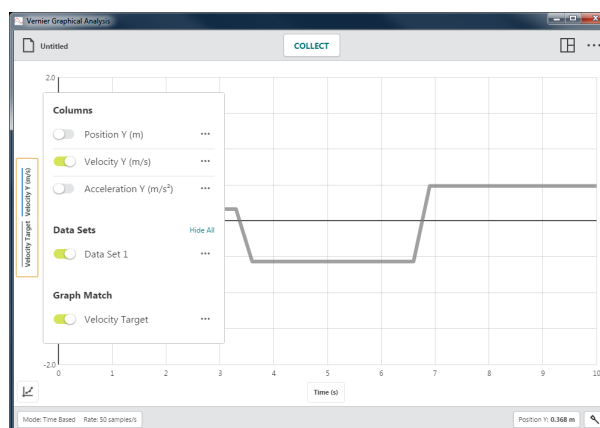 Vernier Graphical Analysis
Untitled
COLLECT
2.0
Columns
Position Y (m)
Velocity Y (m/s)
Acceleration Y (m/s²)
Data Sets Hide All
Data Set 1
Graph Match
Velocity Target
Velocity Target Velocity Y (m/s)
-2.0
0 1 2 3 4 5 6 7 8 9 10
Time (s)
Mode: Time Based Rate: 50 samples/s Position Y: 0.368 m